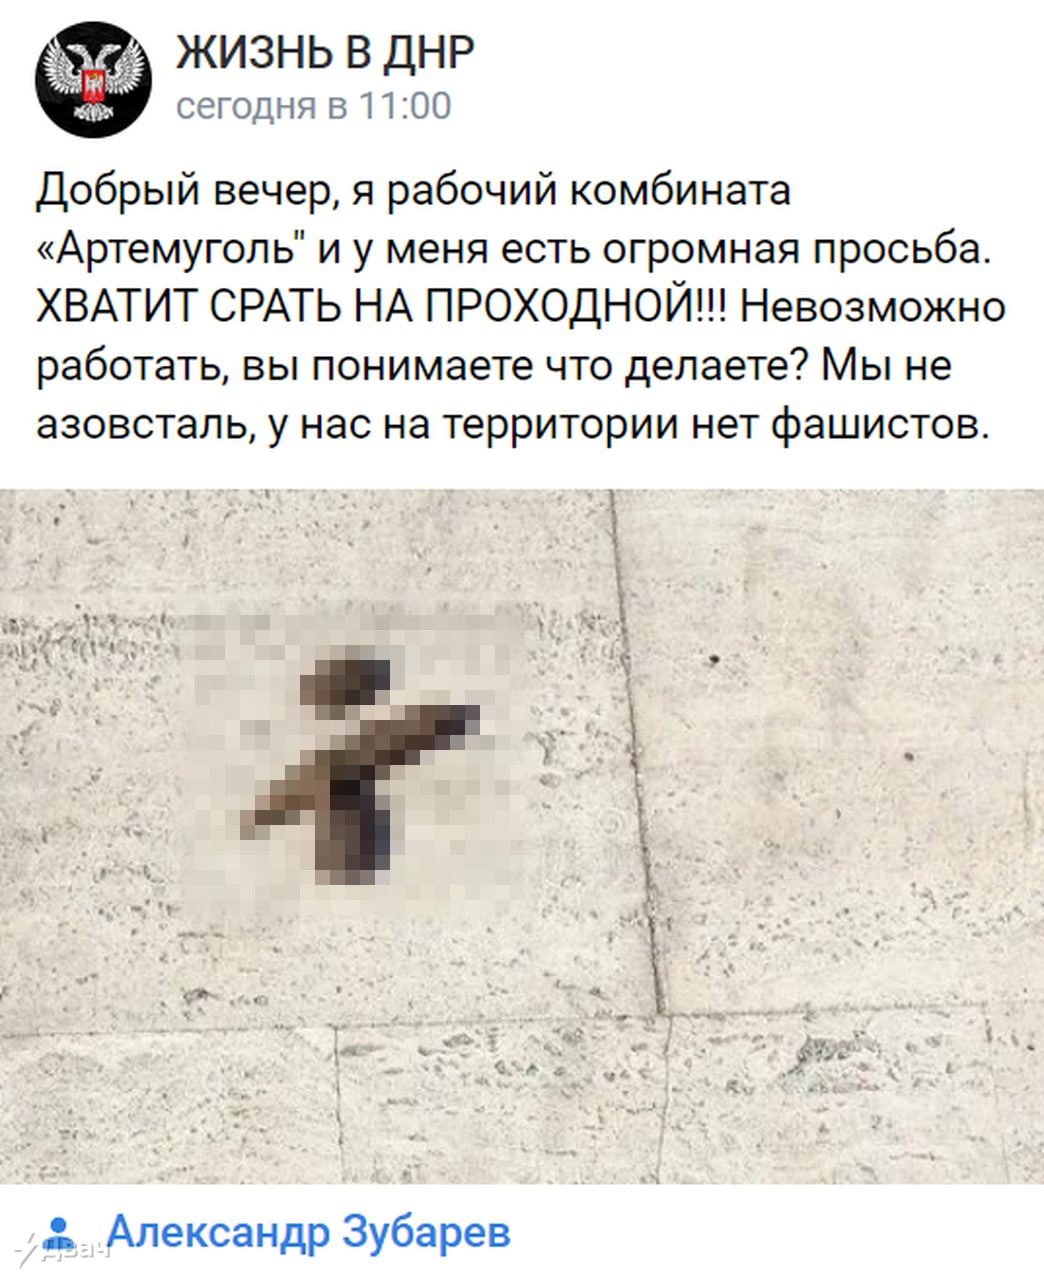 ЖИЗНЬ В ДНР
сегодня в 11:00
Добрый вечер, я рабочий комбината
«Артемуголь" и у меня есть огромная просьба.
ХВАТИТ СРАТЬ НА ПРОХОДНОЙ!!! Невозможно
работать, вы понимаете что делаете? Мы не
азовсталь, у нас на территории нет фашистов.
Александр Зубарев
двач